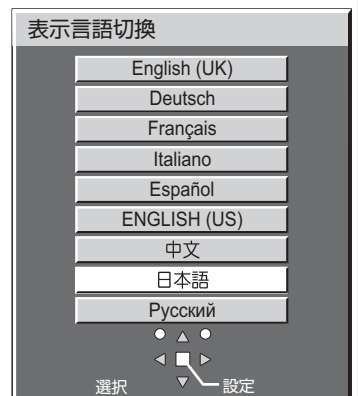 表示言語切換
English (UK)
Deutsch
Français
Italiano
Español
ENGLISH (US)
中文
日本語
Русский
選択 設定